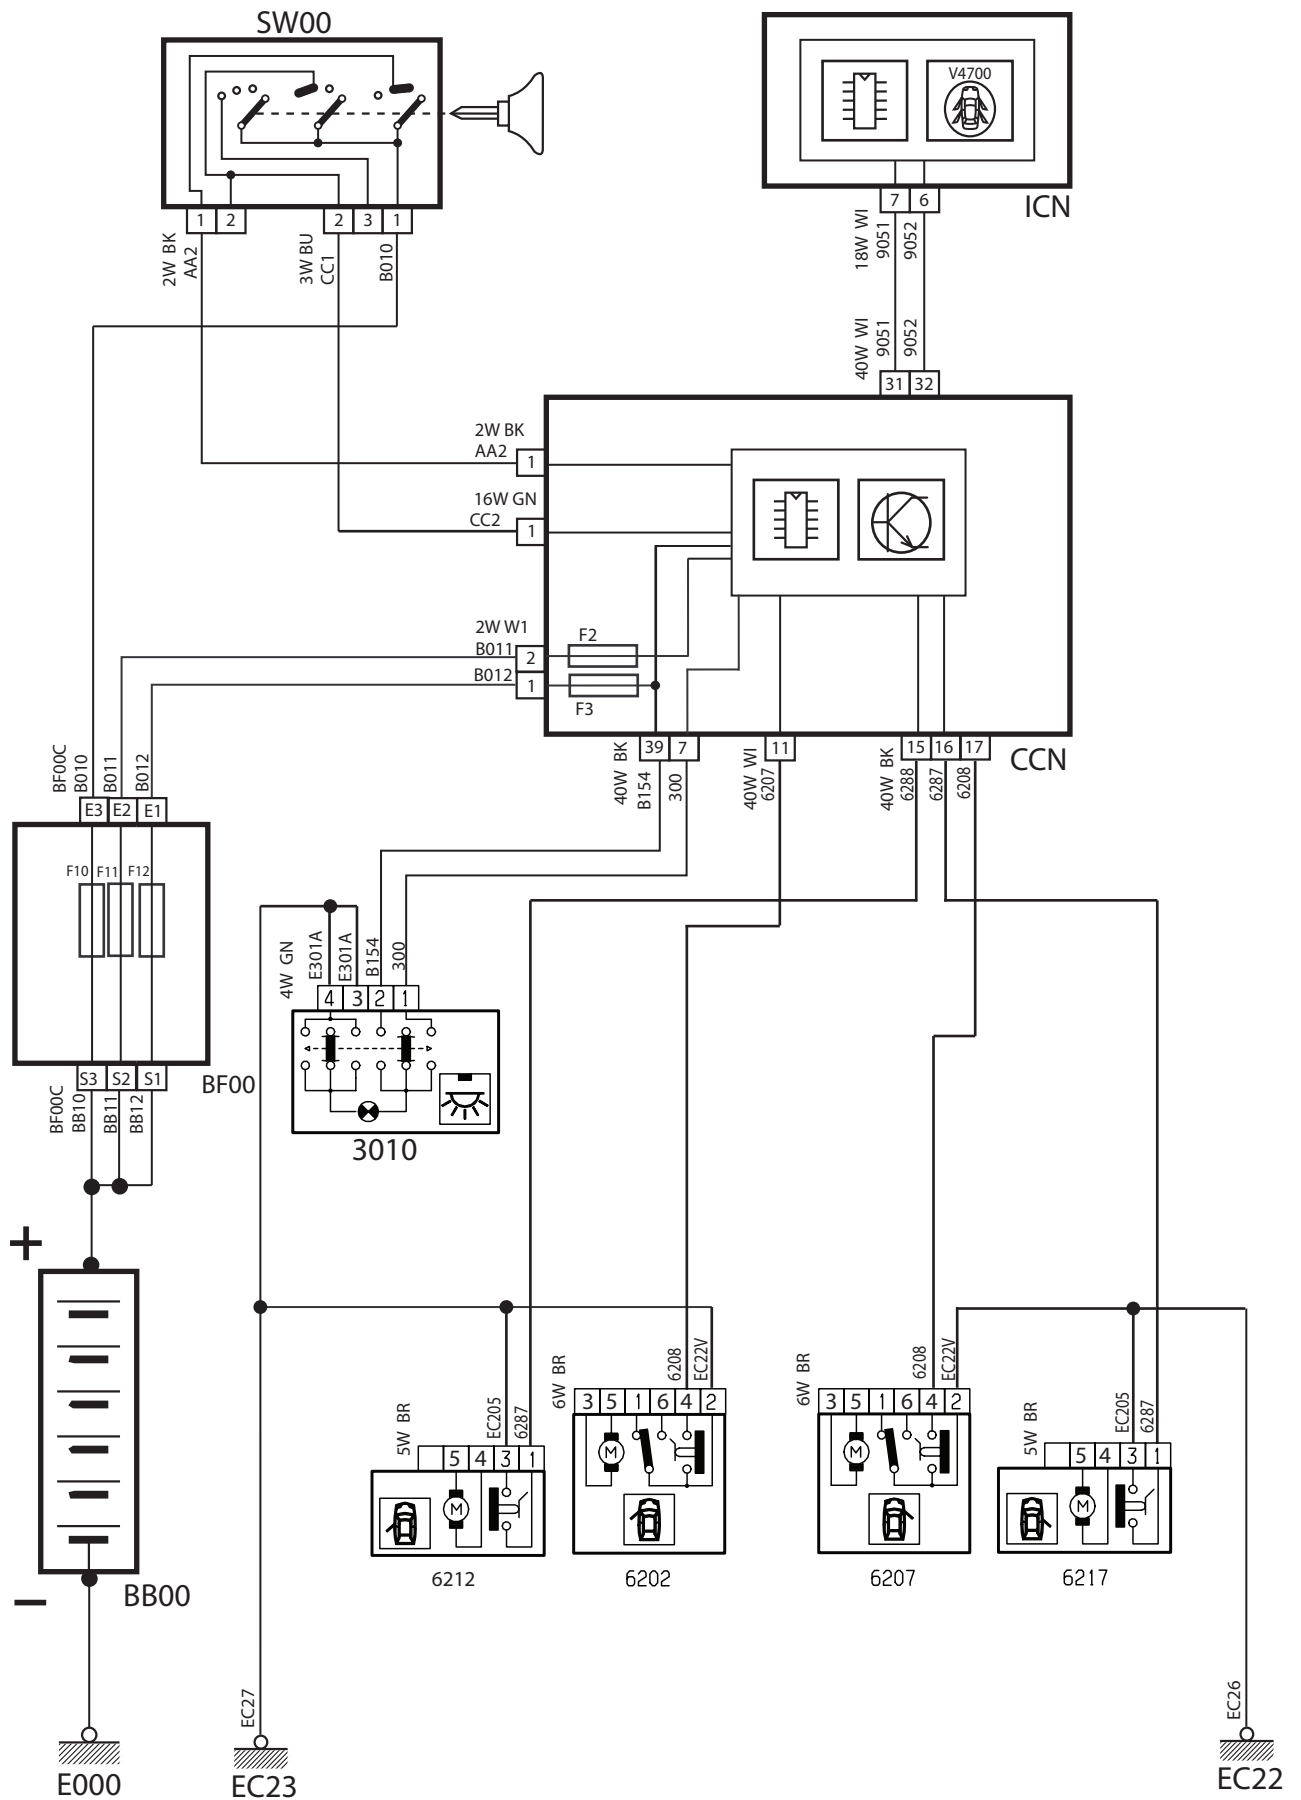 SW00
1 2 2 3 1
2W BK
AA2
3W BU
CC1
B010
V4700
7 6
ICN
18W WI
9051
9052
40W WI
9051
9052
31 32
2W BK
AA2
1
16W GN
CC2
1
2W W1
B011
2
F2
B012
1
F3
39 7 11 15 16 17
CCN
40W BK
B154
300
40W WI
6207
40W BK
6288
6287
6208
BF00C
B010
B011
B012
E3 E2 E1
F10 F11 F12
S3 S2 S1
BF00
BF00C
BB10
BB11
BB12
4W GN
E301A
E301A
B154
300
4 3 2 1
3010
+
−
BB00
5W BR
EC205
6287
5 4 3 1
M
6212
6W BR
6208
EC22V
3 5 1 6 4 2
M
6202
6W BR
6208
EC22V
3 5 1 6 4 2
M
6207
5W BR
EC205
6287
5 4 3 1
M
6217
EC27
EC26
E000
EC23
EC22